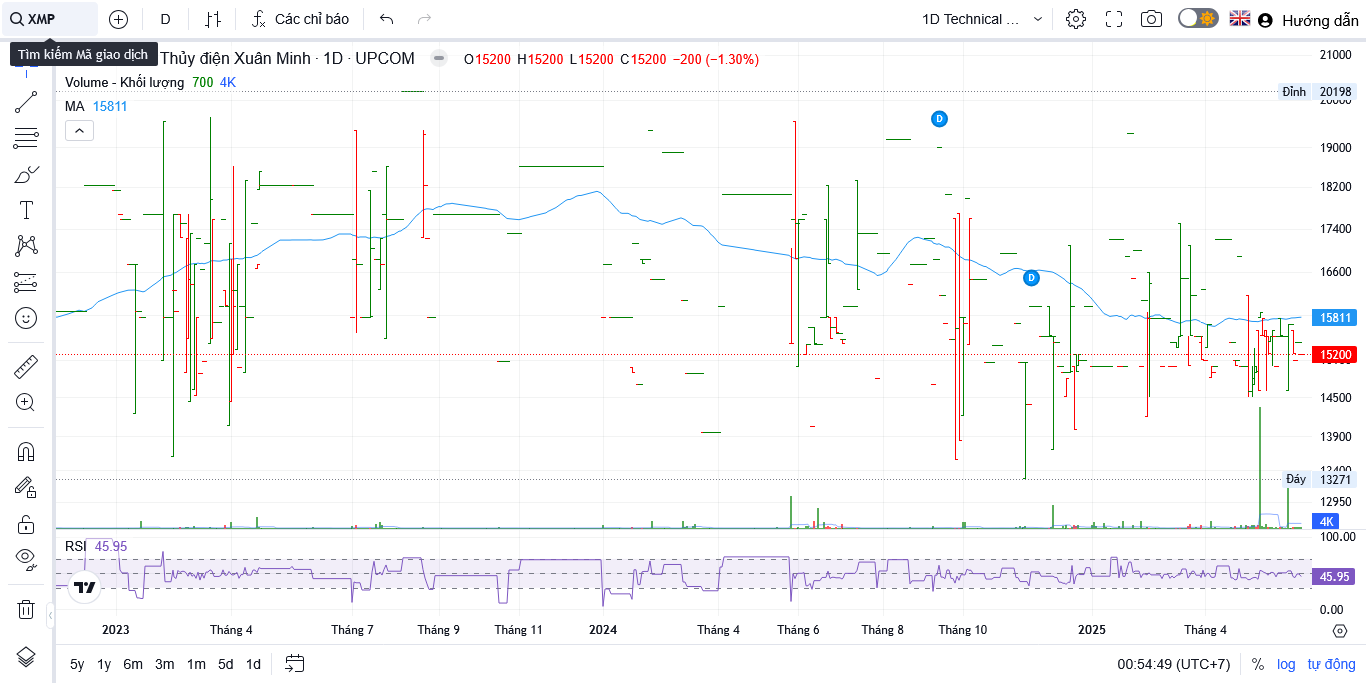 XMP
D
Các chỉ báo
1D Technical ...
Hướng dẫn
Tìm kiếm Mã giao dịch
Thủy điện Xuân Minh · 1D · UPCOM
O15200 H15200 L15200 C15200 −200 (−1.30%)
Volume - Khối lượng 700 4K
MA 15811
21000
Đỉnh 20198
19000
18200
17400
16600
15811
15200
14500
13900
Đáy 13271
12950
4K
RSI 45.95
100.00
45.95
0.00
D
D
2023 Tháng 4 Tháng 7 Tháng 9 Tháng 11 2024 Tháng 4 Tháng 6 Tháng 8 Tháng 10 2025 Tháng 4
5y 1y 6m 3m 1m 5d 1d
00:54:49 (UTC+7) % log tự động